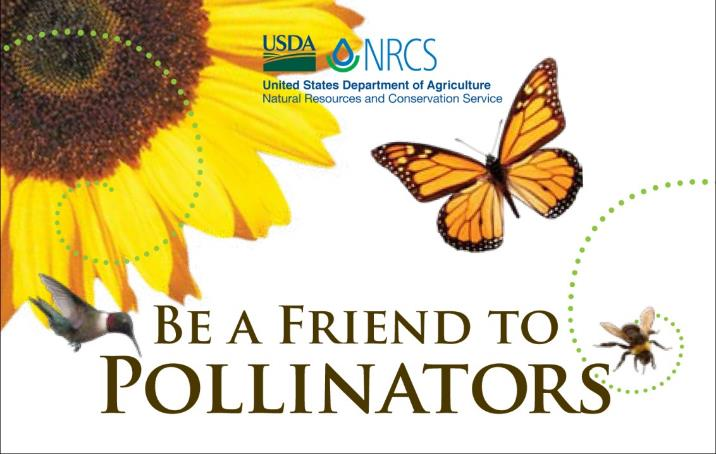 USDA NRCS
United States Department of Agriculture
Natural Resources and Conservation Service
BE A FRIEND TO
POLLINATORS